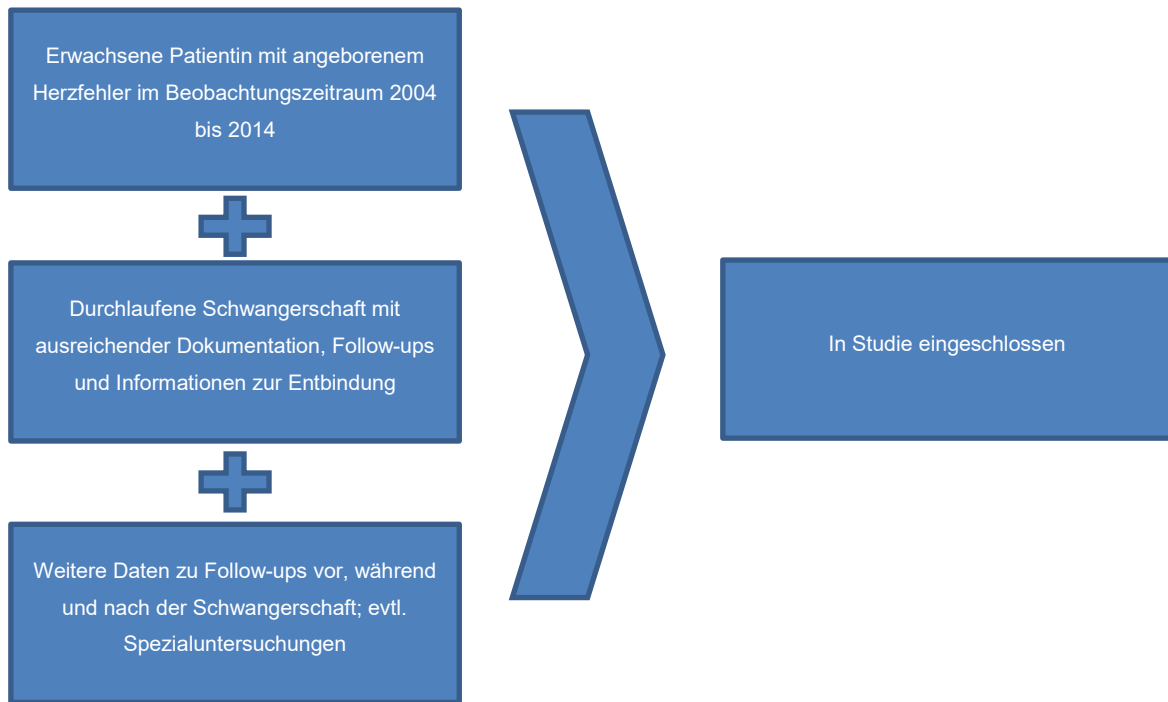 Erwachsene Patientin mit angeborenem
Herzfehler im Beobachtungszeitraum 2004
bis 2014
Durchlaufene Schwangerschaft mit
ausreichender Dokumentation, Follow-ups
und Informationen zur Entbindung
Weitere Daten zu Follow-ups vor, während
und nach der Schwangerschaft; evtl.
Spezialuntersuchungen
In Studie eingeschlossen